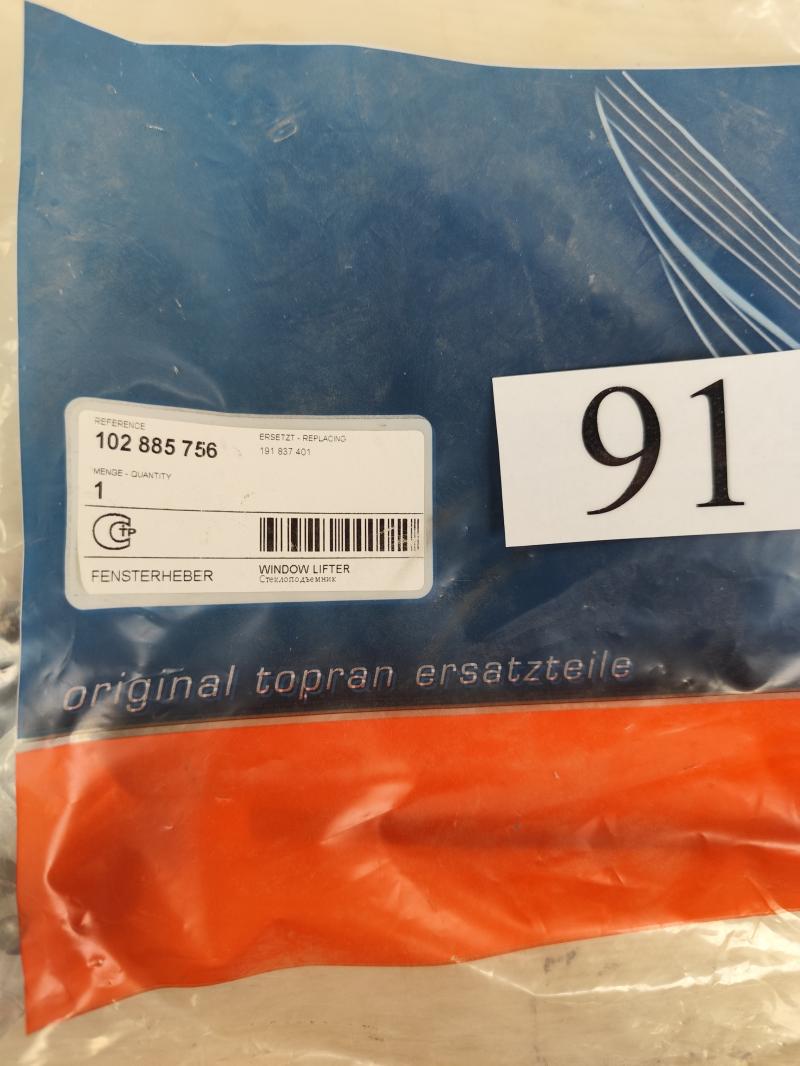 REFERENCE
102 885 756
ERSETZT - REPLACING
191 837 401
MENGE - QUANTITY
1
CTP
FENSTERHEBER
WINDOW LIFTER
Стеклоподъемник
91
original topran ersatzteile